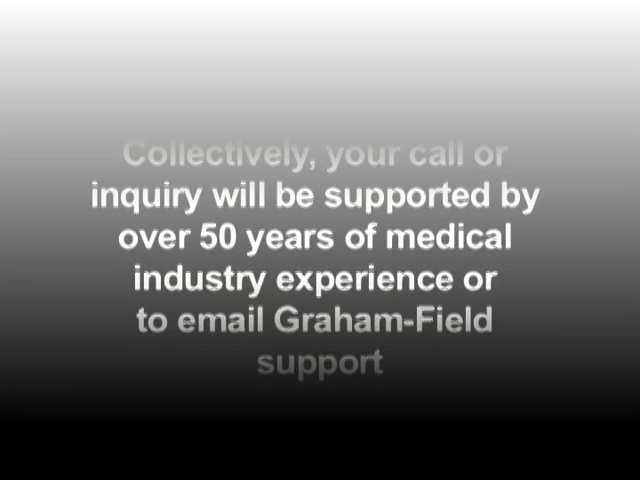 Collectively, your call or
inquiry will be supported by
over 50 years of medical
industry experience or
to email Graham-Field
support